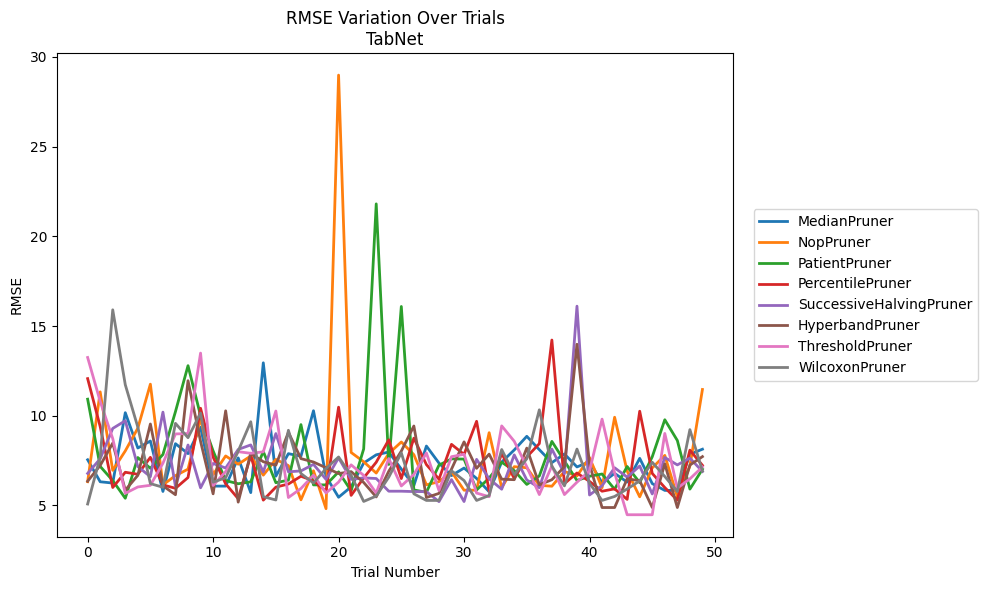 RMSE Variation Over Trials
TabNet
30
25
20
15
10
5
RMSE
0
10
20
30
40
50
Trial Number
MedianPruner
NopPruner
PatientPruner
PercentilePruner
SuccessiveHalvingPruner
HyperbandPruner
ThresholdPruner
WilcoxonPruner